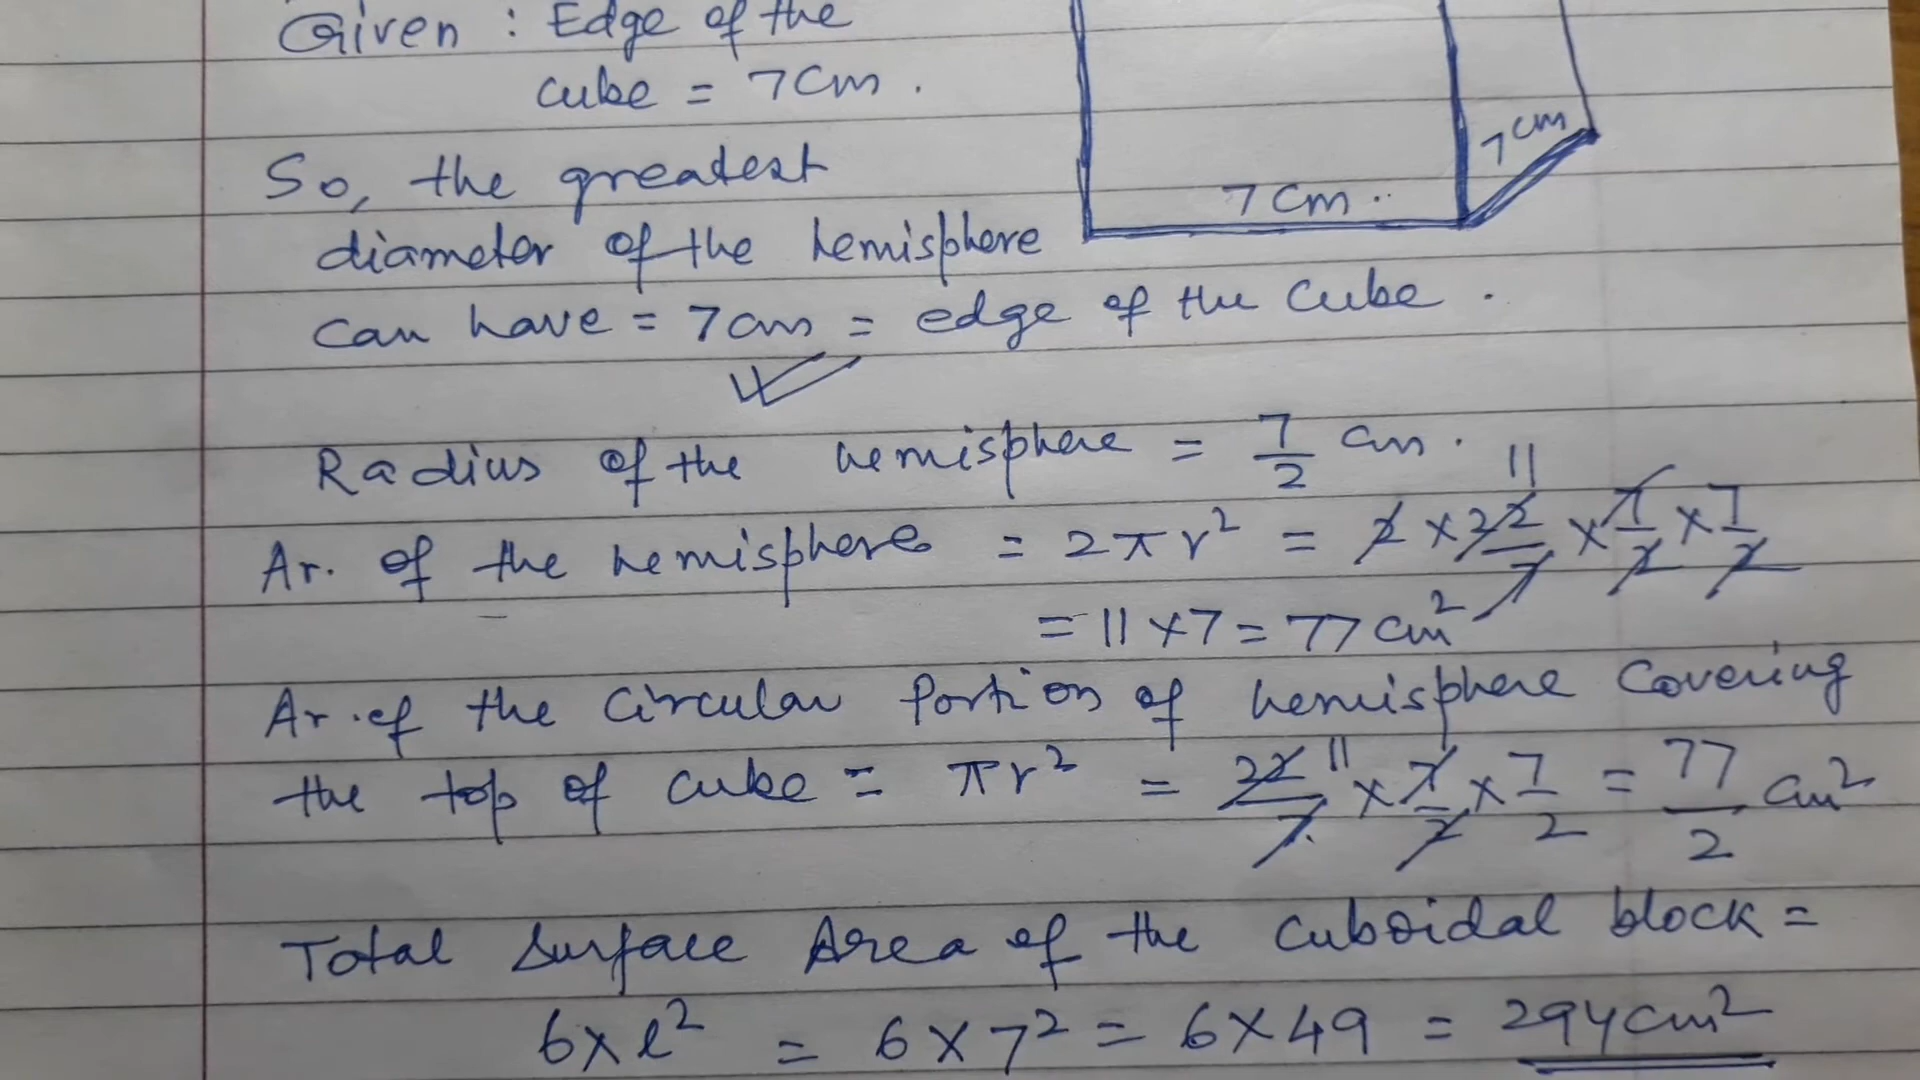 Given : Edge of the
cube = 7cm.
7cm
7cm..
So, the greatest
diameter of the hemisphere
can have = 7cm = edge of the cube.
Radius of the hemisphere = 7/2 cm.
11
Ar. of the hemisphere = 2πr² = 2 × 22/7 × 7/2 × 7/2
= 11 × 7 = 77 cm²
Ar. of the circular portion of hemisphere covering
the top of cube = πr² = 22/7 11 × 7/2 × 7/2 = 77/2 cm²
Total surface Area of the cuboidal block =
6×l² = 6×7² = 6×49 = 294cm²